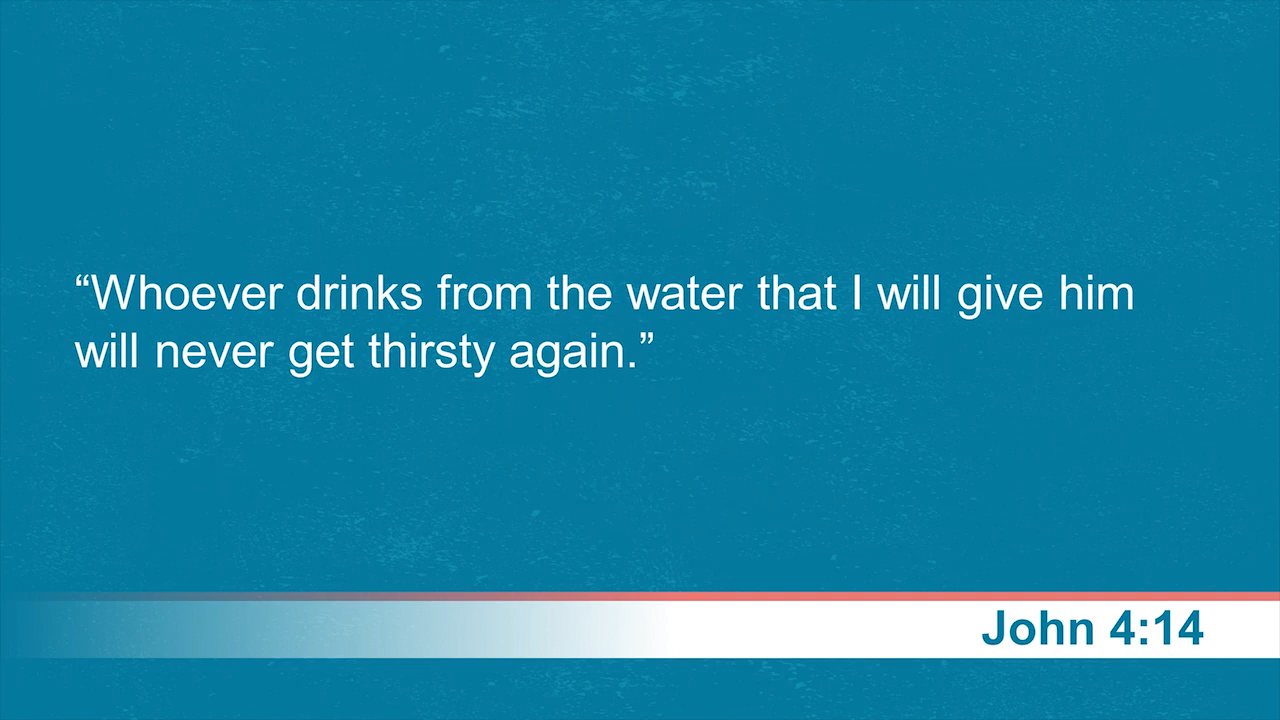 “Whoever drinks from the water that I will give him
will never get thirsty again.”
John 4:14